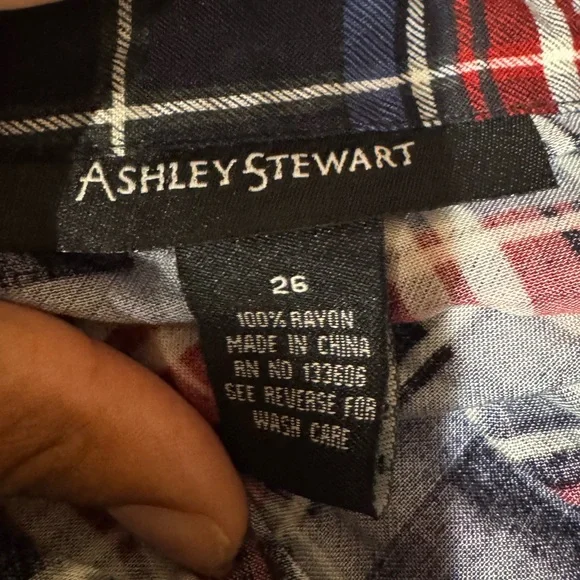 ASHLEY STEWART
26
100% RAYON
MADE IN CHINA
RN NO 133606
SEE REVERSE FOR
WASH CARE